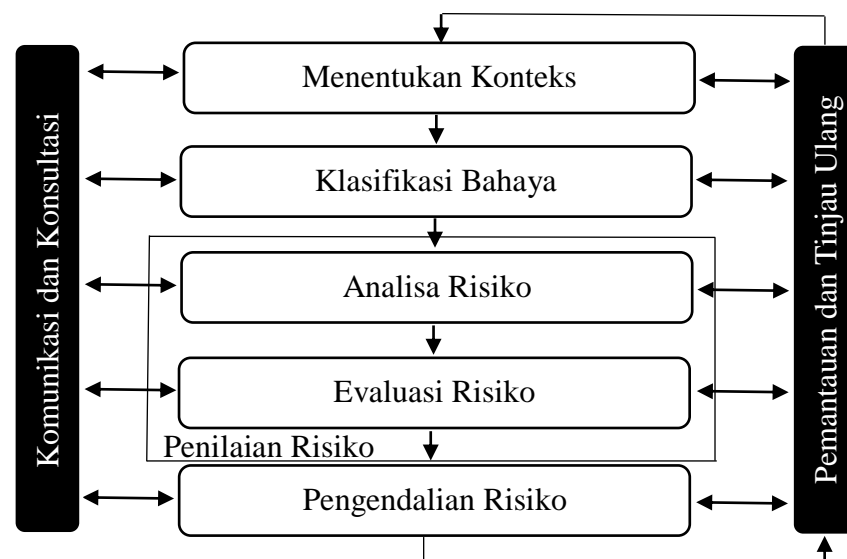 Komunikasi dan Konsultasi
Menentukan Konteks
Klasifikasi Bahaya
Analisa Risiko
Evaluasi Risiko
Penilaian Risiko
Pengendalian Risiko
Pemantauan dan Tinjau Ulang